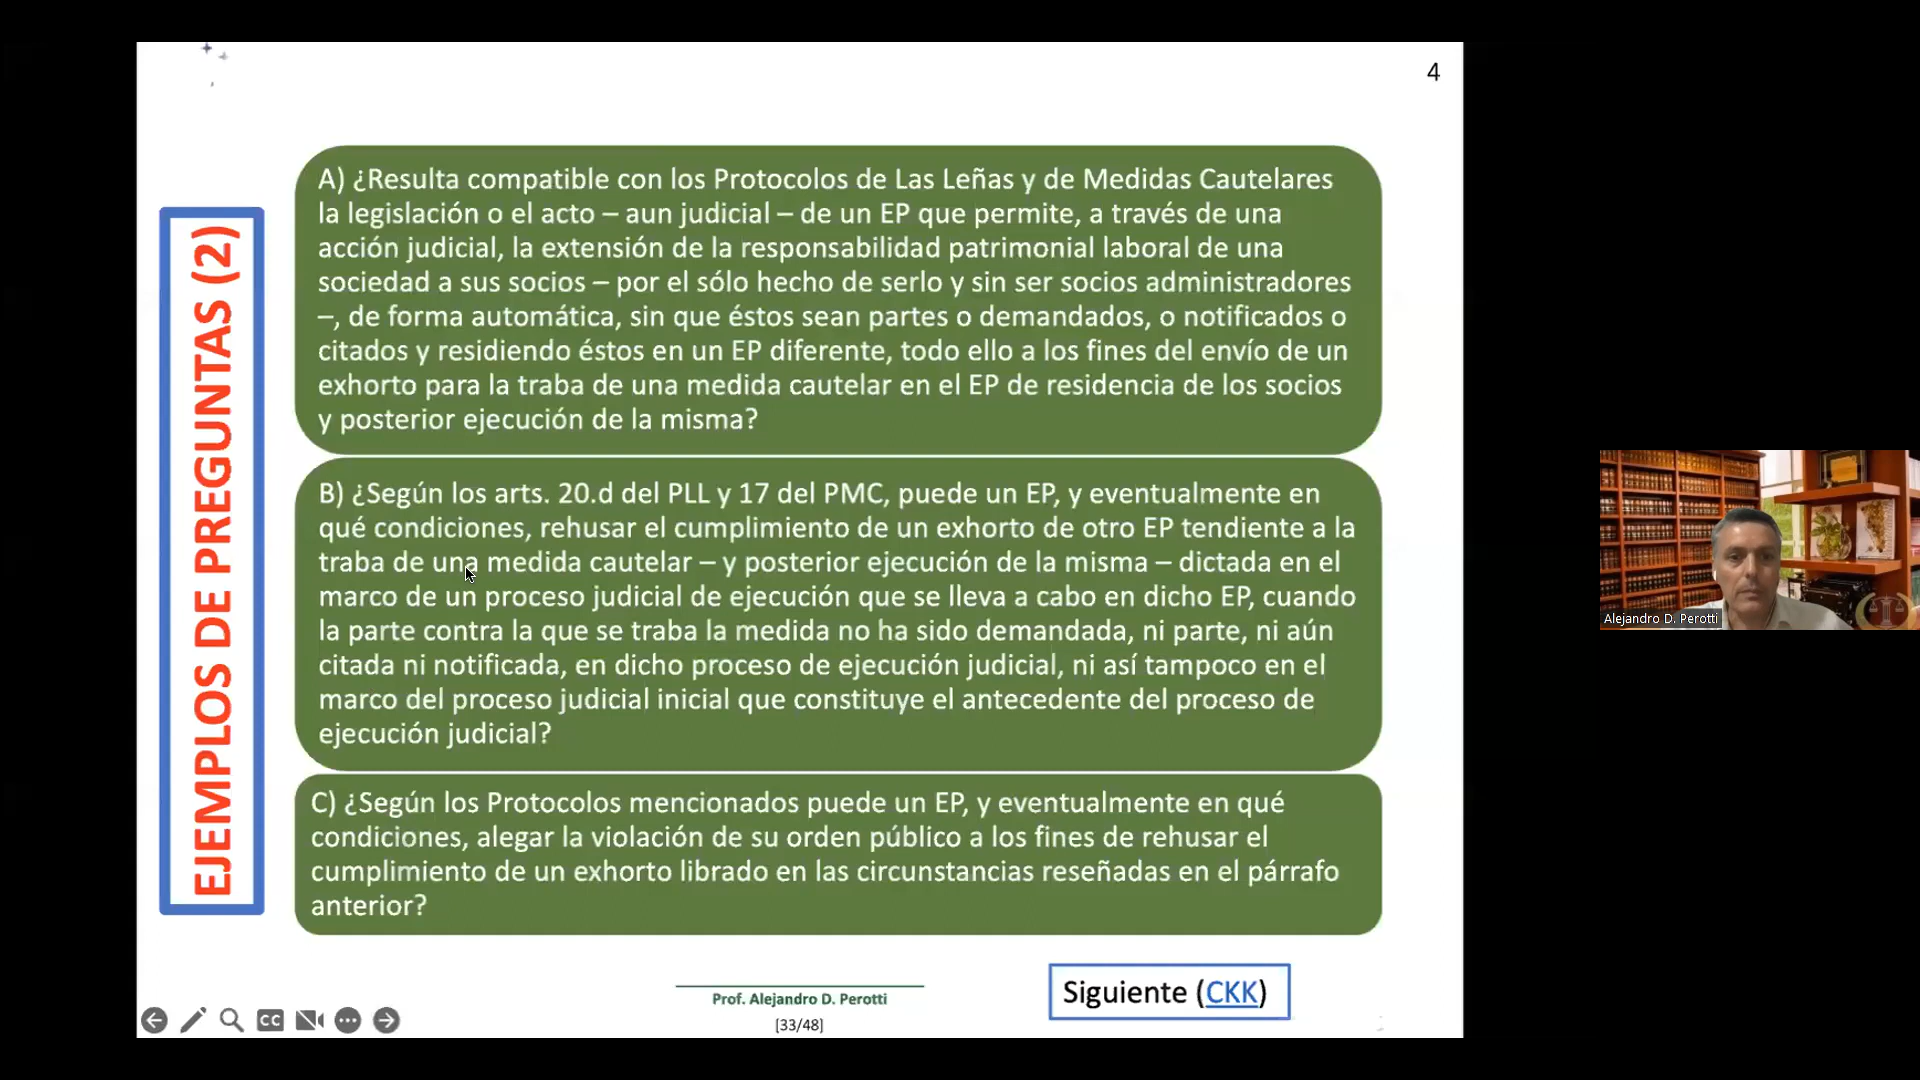 4
EJEMPLOS DE PREGUNTAS (2)
A) ¿Resulta compatible con los Protocolos de Las Leñas y de Medidas Cautelares
la legislación o el acto – aun judicial – de un EP que permite, a través de una
acción judicial, la extensión de la responsabilidad patrimonial laboral de una
sociedad a sus socios – por el sólo hecho de serlo y sin ser socios administradores
–, de forma automática, sin que éstos sean partes o demandados, o notificados o
citados y residiendo éstos en un EP diferente, todo ello a los fines del envío de un
exhorto para la traba de una medida cautelar en el EP de residencia de los socios
y posterior ejecución de la misma?
B) ¿Según los arts. 20.d del PLL y 17 del PMC, puede un EP, y eventualmente en
qué condiciones, rehusar el cumplimiento de un exhorto de otro EP tendiente a la
traba de una medida cautelar – y posterior ejecución de la misma – dictada en el
marco de un proceso judicial de ejecución que se lleva a cabo en dicho EP, cuando
la parte contra la que se traba la medida no ha sido demandada, ni parte, ni aún
citada ni notificada, en dicho proceso de ejecución judicial, ni así tampoco en el
marco del proceso judicial inicial que constituye el antecedente del proceso de
ejecución judicial?
C) ¿Según los Protocolos mencionados puede un EP, y eventualmente en qué
condiciones, alegar la violación de su orden público a los fines de rehusar el
cumplimiento de un exhorto librado en las circunstancias reseñadas en el párrafo
anterior?
Siguiente (CKK)
Prof. Alejandro D. Perotti
[33/48]
CC
Alejandro D. Perotti